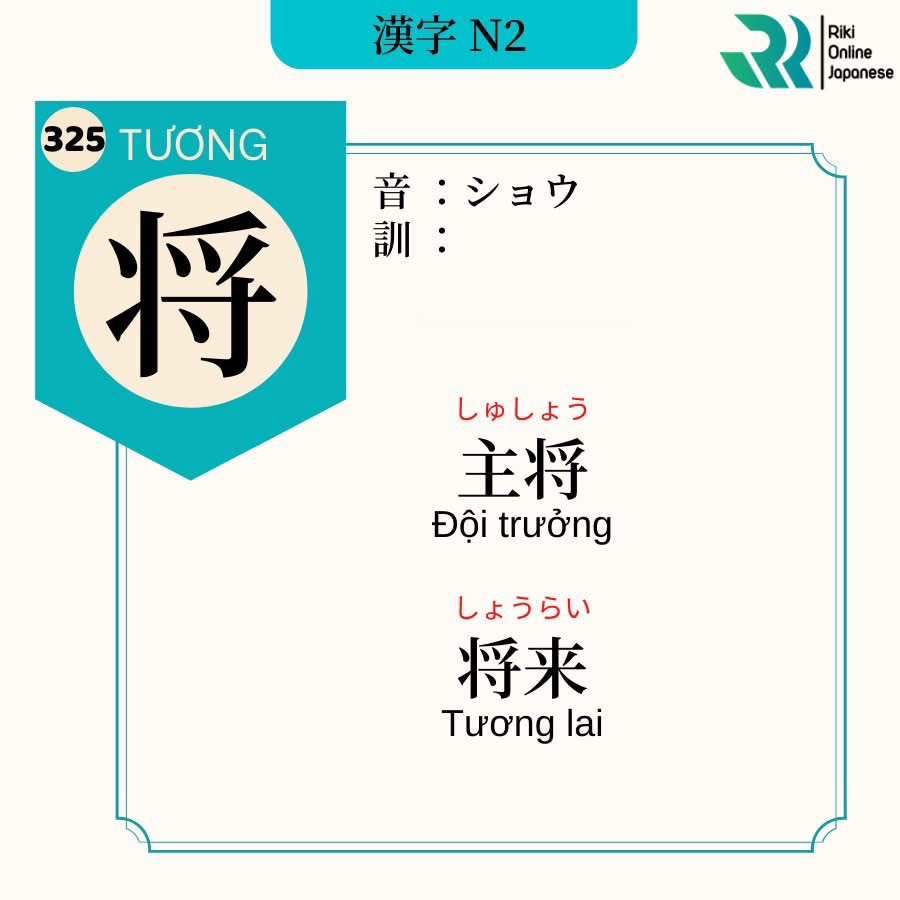 漢字 N2
Riki
Online
Japanese
325 TƯƠNG
将
音 ：ショウ
訓 ：
しゅしょう
主将
Đội trưởng
しょうらい
将来
Tương lai